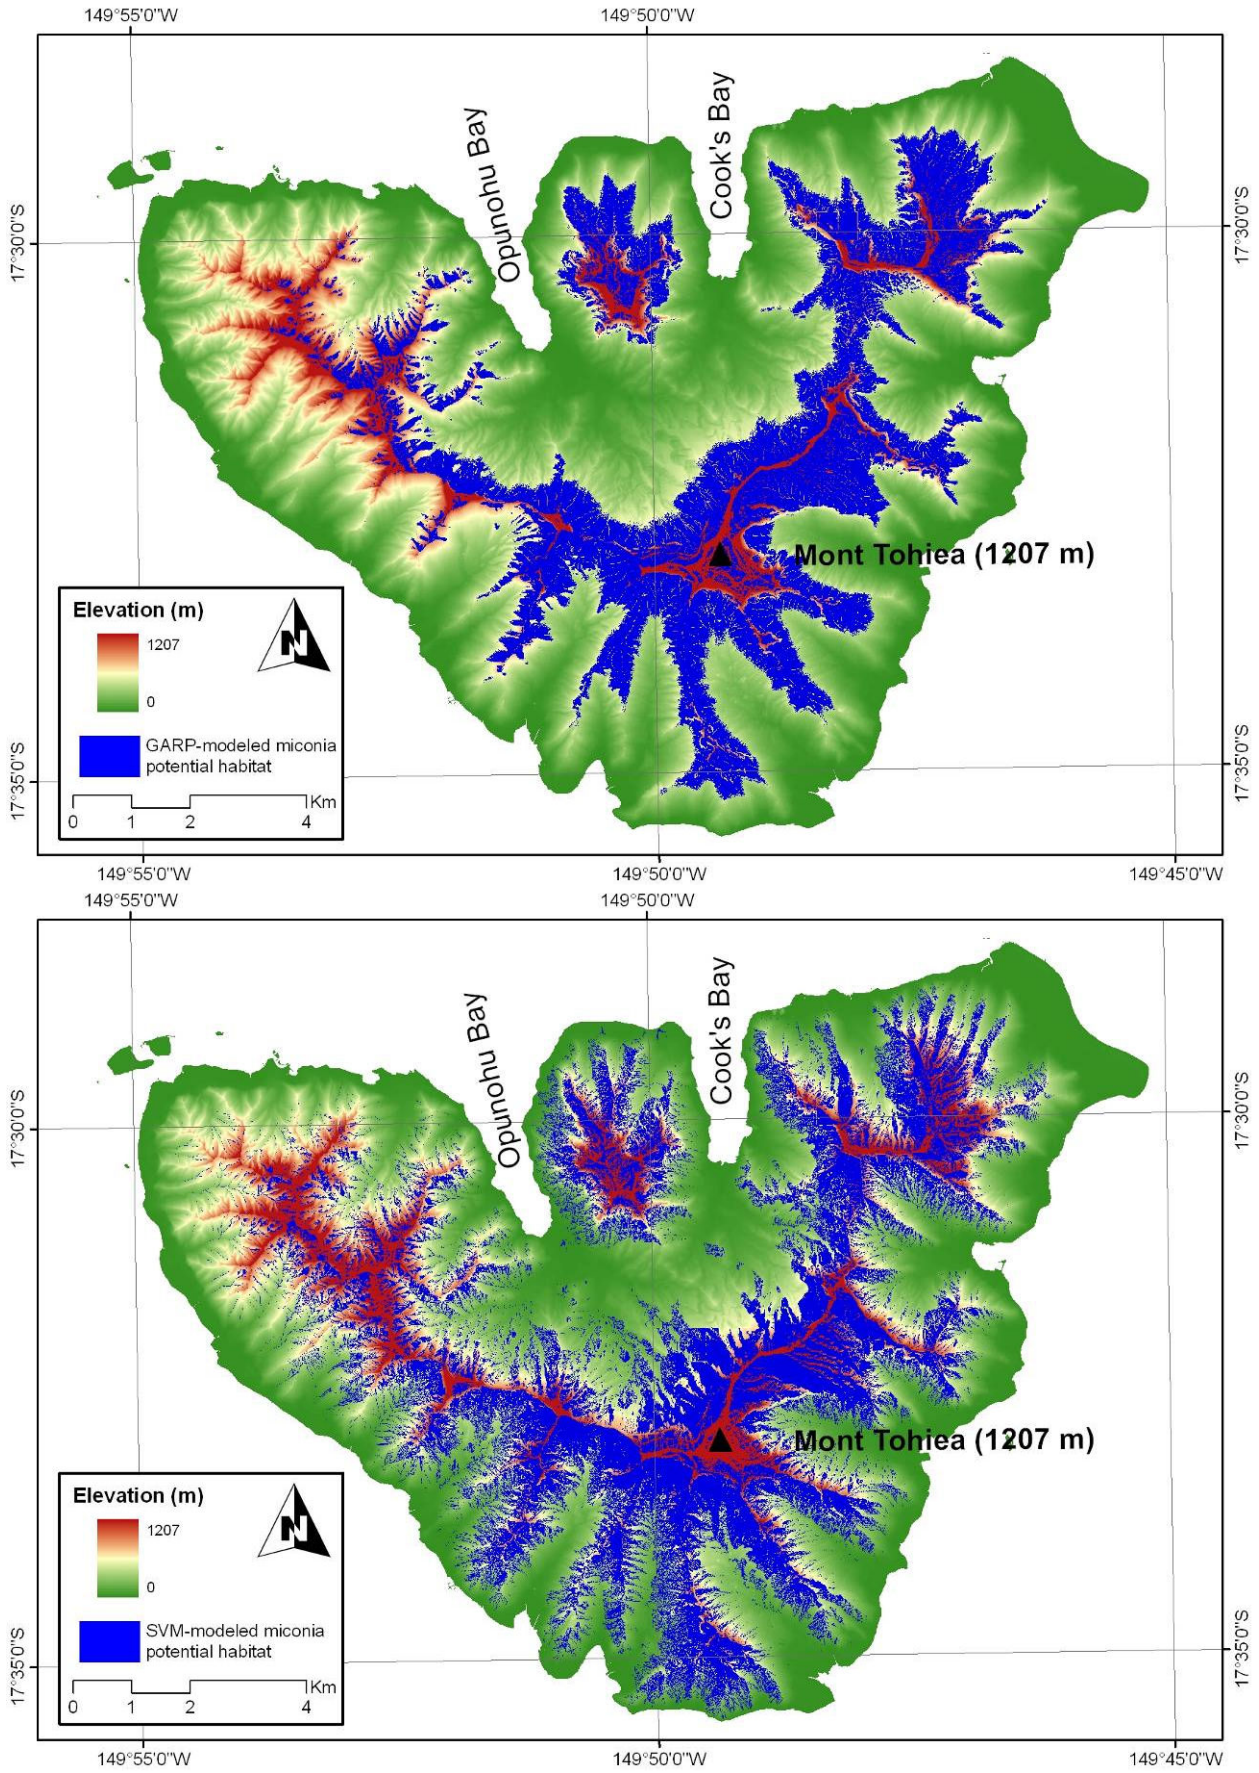 149°55'0"W
149°50'0"W
Opunohu Bay
Cook's Bay
17°30'0"S
17°30'0"S
Mont Tohiea (1207 m)
Elevation (m)
1207
0
N
GARP-modeled miconia
potential habitat
Km
0 1 2 4
17°35'0"S
17°35'0"S
149°55'0"W
149°50'0"W
149°45'0"W
149°55'0"W
149°50'0"W
Opunohu Bay
Cook's Bay
17°30'0"S
17°30'0"S
Mont Tohiea (1207 m)
Elevation (m)
1207
0
N
SVM-modeled miconia
potential habitat
Km
0 1 2 4
17°35'0"S
17°35'0"S
149°55'0"W
149°50'0"W
149°45'0"W